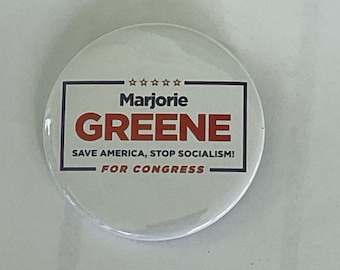 Marjorie
GREENE
SAVE AMERICA, STOP SOCIALISM!
FOR CONGRESS